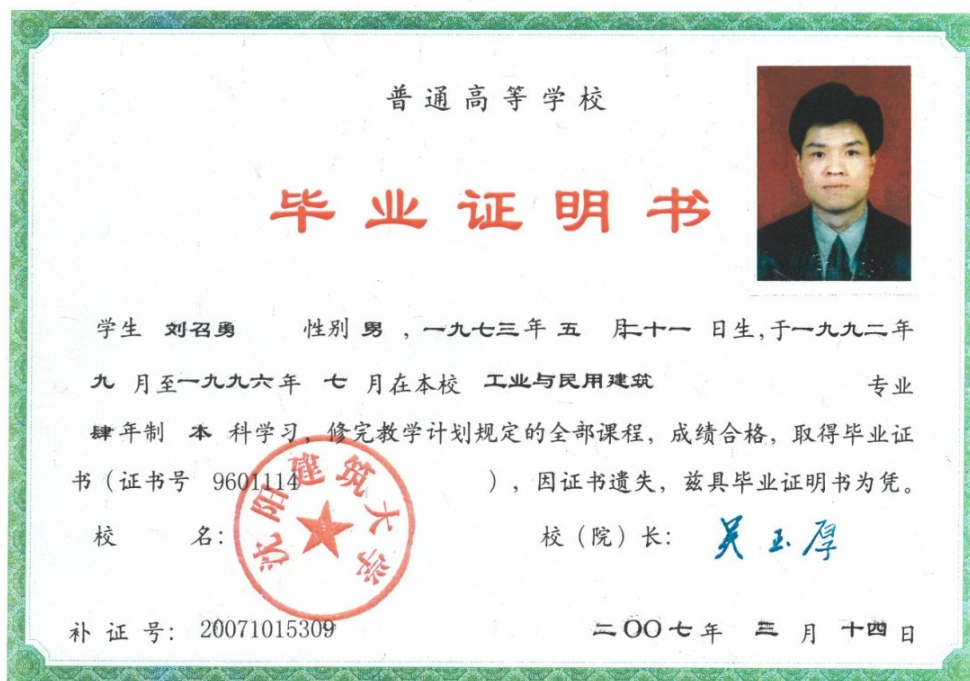 普通高等学校
毕业证明书
学生 刘召勇 性别 男 ，一九七三年 五 月二十一 日生，于一九九二年
九 月至一九九六年 七 月在本校 工业与民用建筑 专业
肆年制 本 科学习，修完教学计划规定的全部课程，成绩合格，取得毕业证
书（证书号 9601114 ），因证书遗失，兹具毕业证明书为凭。
校 名： 校（院）长： 吴玉厚
沈阳建筑大学
补 证 号： 20071015309 二〇〇七年 三 月 十四日